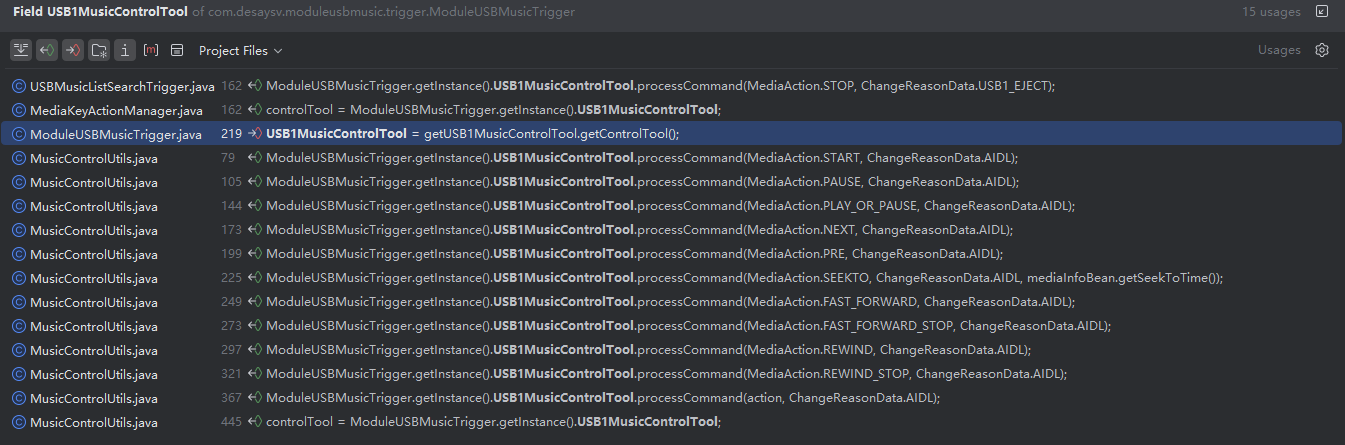 Field USB1MusicControlTool of com.desaysv.moduleusbmusic.trigger.ModuleUSBMusicTrigger 15 usages
Project Files Usages
USBMusicListSearchTrigger.java 162 ModuleUSBMusicTrigger.getInstance().USB1MusicControlTool.processCommand(MediaAction.STOP, ChangeReasonData.USB1_EJECT);
MediaKeyActionManager.java 162 controlTool = ModuleUSBMusicTrigger.getInstance().USB1MusicControlTool;
ModuleUSBMusicTrigger.java 219 USB1MusicControlTool = getUSB1MusicControlTool.getControlTool();
MusicControlUtils.java 79 ModuleUSBMusicTrigger.getInstance().USB1MusicControlTool.processCommand(MediaAction.START, ChangeReasonData.AIDL);
MusicControlUtils.java 105 ModuleUSBMusicTrigger.getInstance().USB1MusicControlTool.processCommand(MediaAction.PAUSE, ChangeReasonData.AIDL);
MusicControlUtils.java 144 ModuleUSBMusicTrigger.getInstance().USB1MusicControlTool.processCommand(MediaAction.PLAY_OR_PAUSE, ChangeReasonData.AIDL);
MusicControlUtils.java 173 ModuleUSBMusicTrigger.getInstance().USB1MusicControlTool.processCommand(MediaAction.NEXT, ChangeReasonData.AIDL);
MusicControlUtils.java 199 ModuleUSBMusicTrigger.getInstance().USB1MusicControlTool.processCommand(MediaAction.PRE, ChangeReasonData.AIDL);
MusicControlUtils.java 225 ModuleUSBMusicTrigger.getInstance().USB1MusicControlTool.processCommand(MediaAction.SEEKTO, ChangeReasonData.AIDL, mediaInfoBean.getSeekToTime());
MusicControlUtils.java 249 ModuleUSBMusicTrigger.getInstance().USB1MusicControlTool.processCommand(MediaAction.FAST_FORWARD, ChangeReasonData.AIDL);
MusicControlUtils.java 273 ModuleUSBMusicTrigger.getInstance().USB1MusicControlTool.processCommand(MediaAction.FAST_FORWARD_STOP, ChangeReasonData.AIDL);
MusicControlUtils.java 297 ModuleUSBMusicTrigger.getInstance().USB1MusicControlTool.processCommand(MediaAction.REWIND, ChangeReasonData.AIDL);
MusicControlUtils.java 321 ModuleUSBMusicTrigger.getInstance().USB1MusicControlTool.processCommand(MediaAction.REWIND_STOP, ChangeReasonData.AIDL);
MusicControlUtils.java 367 ModuleUSBMusicTrigger.getInstance().USB1MusicControlTool.processCommand(action, ChangeReasonData.AIDL);
MusicControlUtils.java 445 controlTool = ModuleUSBMusicTrigger.getInstance().USB1MusicControlTool;